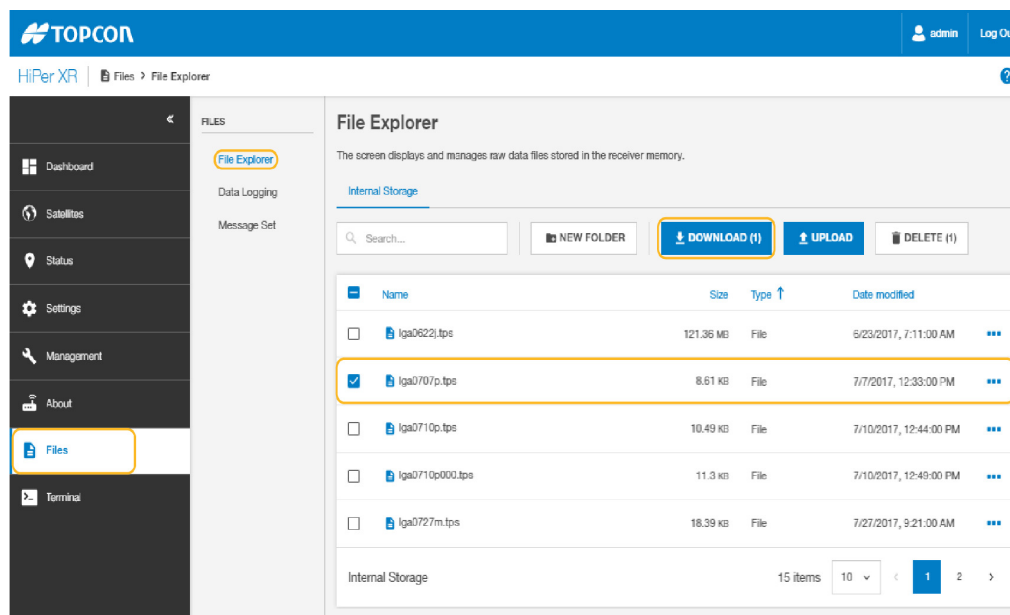 TOPCON
admin
Log Ou
HiPer XR
Files > File Explorer
?
«
Dashboard
Satellites
Status
Settings
Management
About
Files
Terminal
FILES
File Explorer
Data Logging
Message Set
File Explorer
The screen displays and manages raw data files stored in the receiver memory.
Internal Storage
Search...
NEW FOLDER
DOWNLOAD (1)
UPLOAD
DELETE (1)
Name Size Type ↑ Date modified
lga0622j.tps 121.36 MB File 6/23/2017, 7:11:00 AM
lga0707p.tps 8.61 KB File 7/7/2017, 12:33:00 PM
lga0710p.tps 10.49 KB File 7/10/2017, 12:44:00 PM
lga0710p000.tps 11.3 KB File 7/10/2017, 12:49:00 PM
lga0727m.tps 18.39 KB File 7/27/2017, 9:21:00 AM
Internal Storage 15 items 10 ‹ 1 2 ›